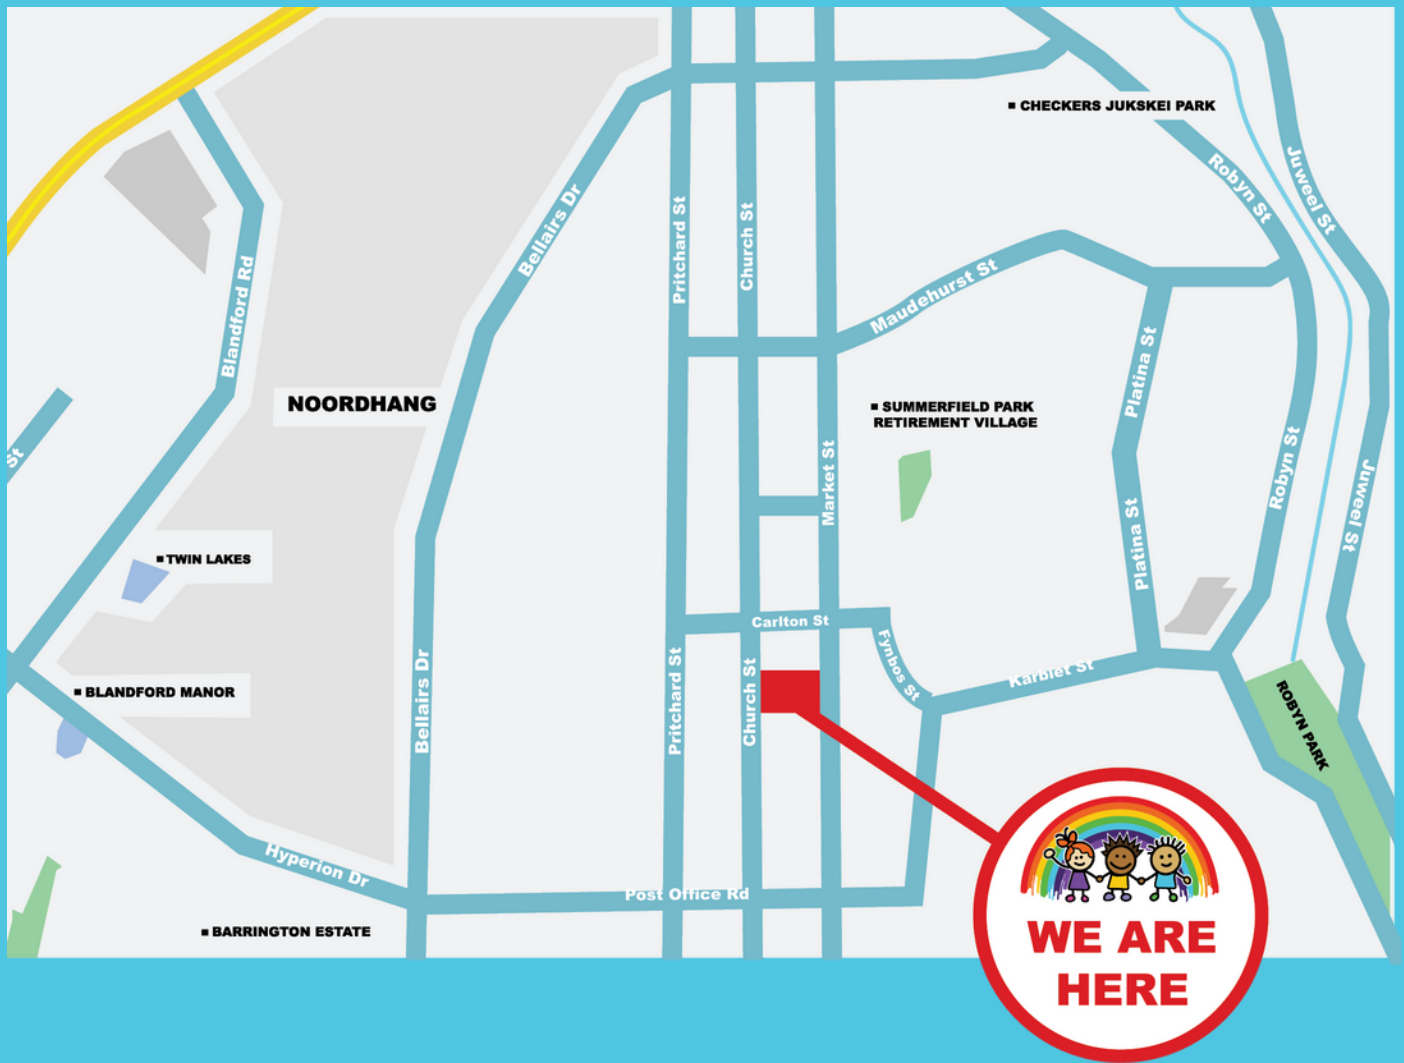 CHECKERS JUKSKEI PARK
Juweel St
Robyn St
Bellairs Dr
Pritchard St
Church St
Blandford Rd
Maudehurst St
Platina St
NOORDHANG
SUMMERFIELD PARK
RETIREMENT VILLAGE
St
Market St
Robyn St
Juweel St
TWIN LAKES
Platina St
Carlton St
Fynbos St
Karbiet St
Bellairs Dr
Pritchard St
Church St
BLANDFORD MANOR
ROBYN PARK
Hyperion Dr
Post Office Rd
BARRINGTON ESTATE
WE ARE
HERE